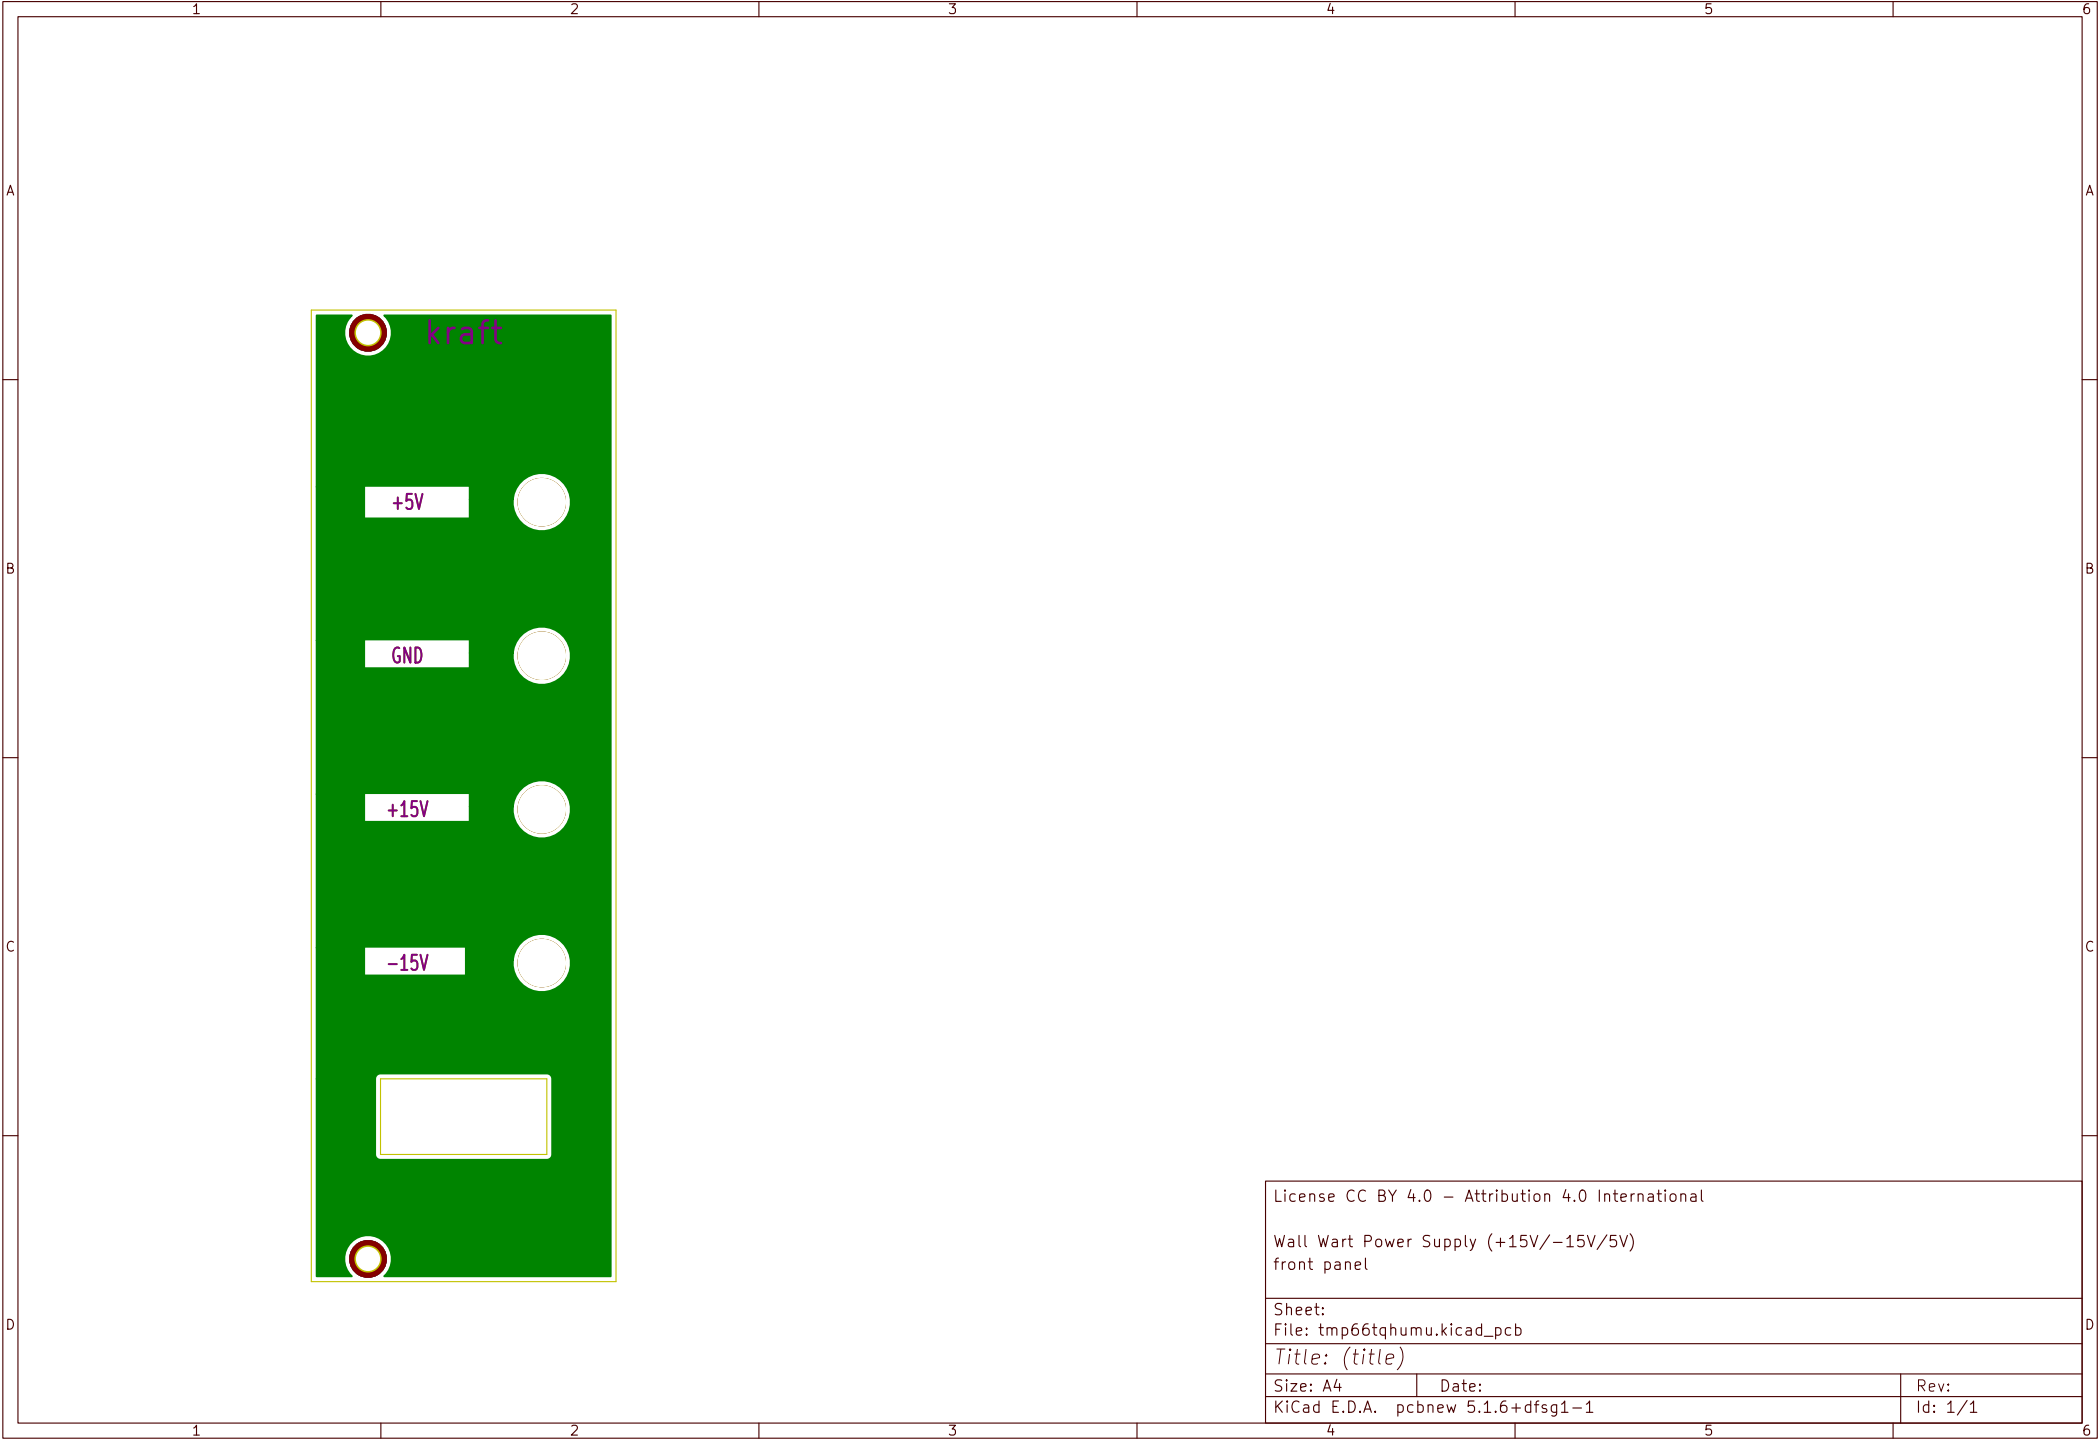 1 2 3 4 5 6
A A
kraft
+5V
B B
GND
+15V
C C
-15V
License CC BY 4.0 - Attribution 4.0 International
Wall Wart Power Supply (+15V/-15V/5V)
front panel
Sheet:
File: tmp66tqhumu.kicad_pcb
D D
Title: (title)
Size: A4 Date: Rev:
KiCad E.D.A. pcbnew 5.1.6+dfsg1-1 Id: 1/1
1 2 3 4 5 6